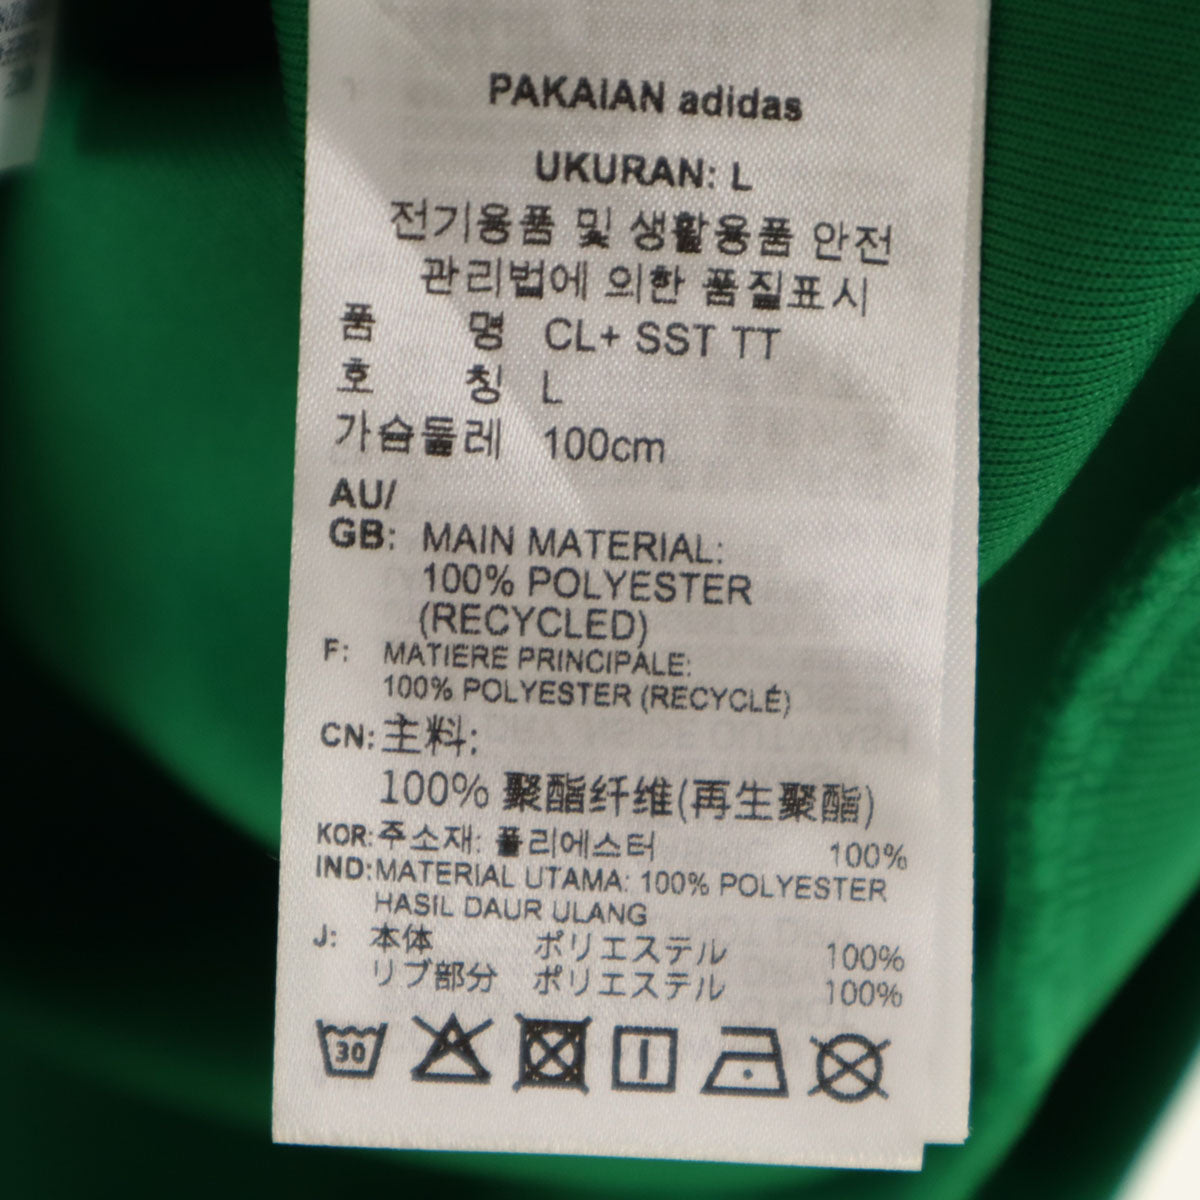 PAKAIAN adidas
UKURAN: L
전기용품 및 생활용품 안전
관리법에 의한 품질표시
품 명 CL+ SST TT
호 칭 L
가슴둘레 100cm
AU/
GB: MAIN MATERIAL:
100% POLYESTER
(RECYCLED)
F: MATIERE PRINCIPALE:
100% POLYESTER (RECYCLÉ)
CN: 主料:
100% 聚酯纤维(再生聚酯)
KOR: 주소재: 폴리에스터 100%
IND: MATERIAL UTAMA: 100% POLYESTER
HASIL DAUR ULANG
J: 本体 ポリエステル 100%
リブ部分 ポリエステル 100%
30